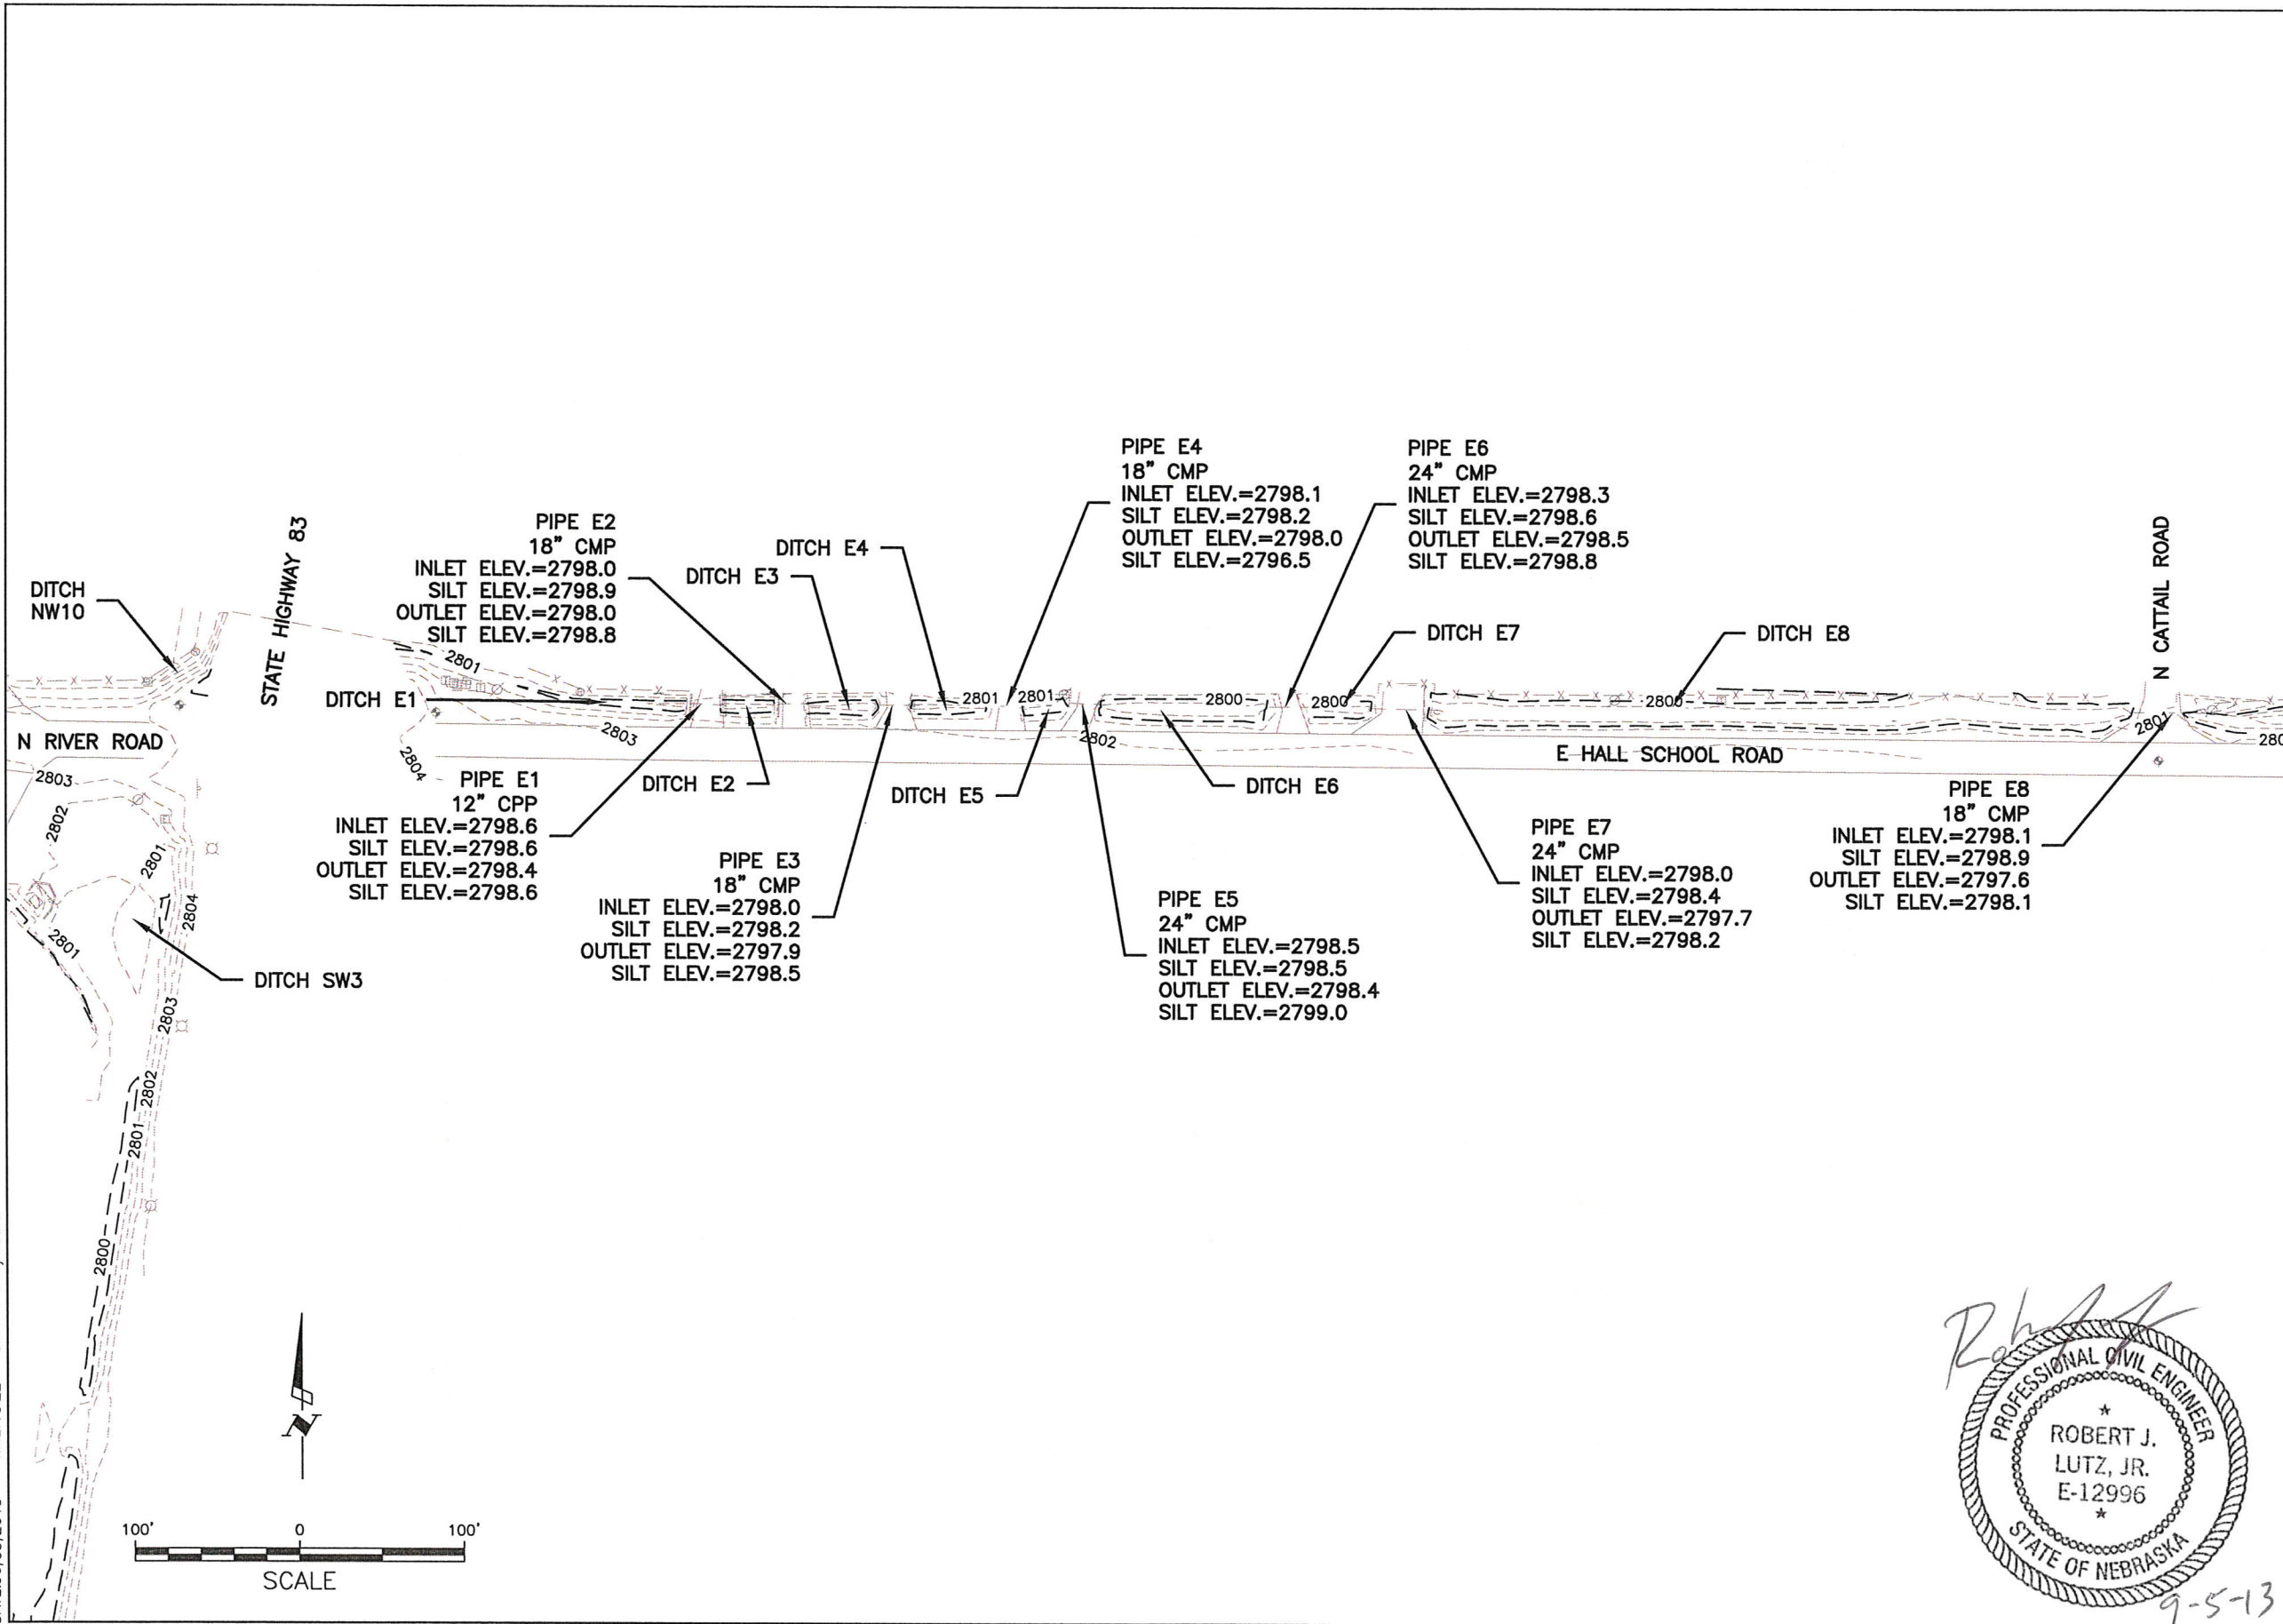 PIPE E4
18" CMP
INLET ELEV.=2798.1
SILT ELEV.=2798.2
OUTLET ELEV.=2798.0
SILT ELEV.=2796.5
PIPE E6
24" CMP
INLET ELEV.=2798.3
SILT ELEV.=2798.6
OUTLET ELEV.=2798.5
SILT ELEV.=2798.8
PIPE E2
18" CMP
INLET ELEV.=2798.0
SILT ELEV.=2798.9
OUTLET ELEV.=2798.0
SILT ELEV.=2798.8
DITCH E4
DITCH E3
STATE HIGHWAY 83
DITCH
NW10
DITCH E7
DITCH E8
N CATTAIL ROAD
2801
DITCH E1
2801
2801
2800
2800
2800
2801
2803
2802
280
N RIVER ROAD
E HALL SCHOOL ROAD
2804
2803
PIPE E1
12" CPP
INLET ELEV.=2798.6
SILT ELEV.=2798.6
OUTLET ELEV.=2798.4
SILT ELEV.=2798.6
DITCH E2
DITCH E5
DITCH E6
PIPE E3
18" CMP
INLET ELEV.=2798.0
SILT ELEV.=2798.2
OUTLET ELEV.=2797.9
SILT ELEV.=2798.5
PIPE E5
24" CMP
INLET ELEV.=2798.5
SILT ELEV.=2798.5
OUTLET ELEV.=2798.4
SILT ELEV.=2799.0
PIPE E7
24" CMP
INLET ELEV.=2798.0
SILT ELEV.=2798.4
OUTLET ELEV.=2797.7
SILT ELEV.=2798.2
PIPE E8
18" CMP
INLET ELEV.=2798.1
SILT ELEV.=2798.9
OUTLET ELEV.=2797.6
SILT ELEV.=2798.1
2802
2801
2804
2801
DITCH SW3
2803
2802
2801
2800
N
100' 0 100'
SCALE
PROFESSIONAL CIVIL ENGINEER
ROBERT J.
LUTZ, JR.
E-12996
STATE OF NEBRASKA
9-5-13